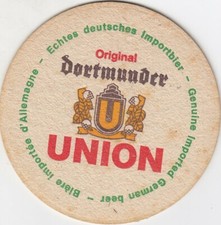 Echtes deutsches Importbier - Genuine Imported German beer - Bière importée d'Allemagne -
Original
Dortmunder
U
UNION